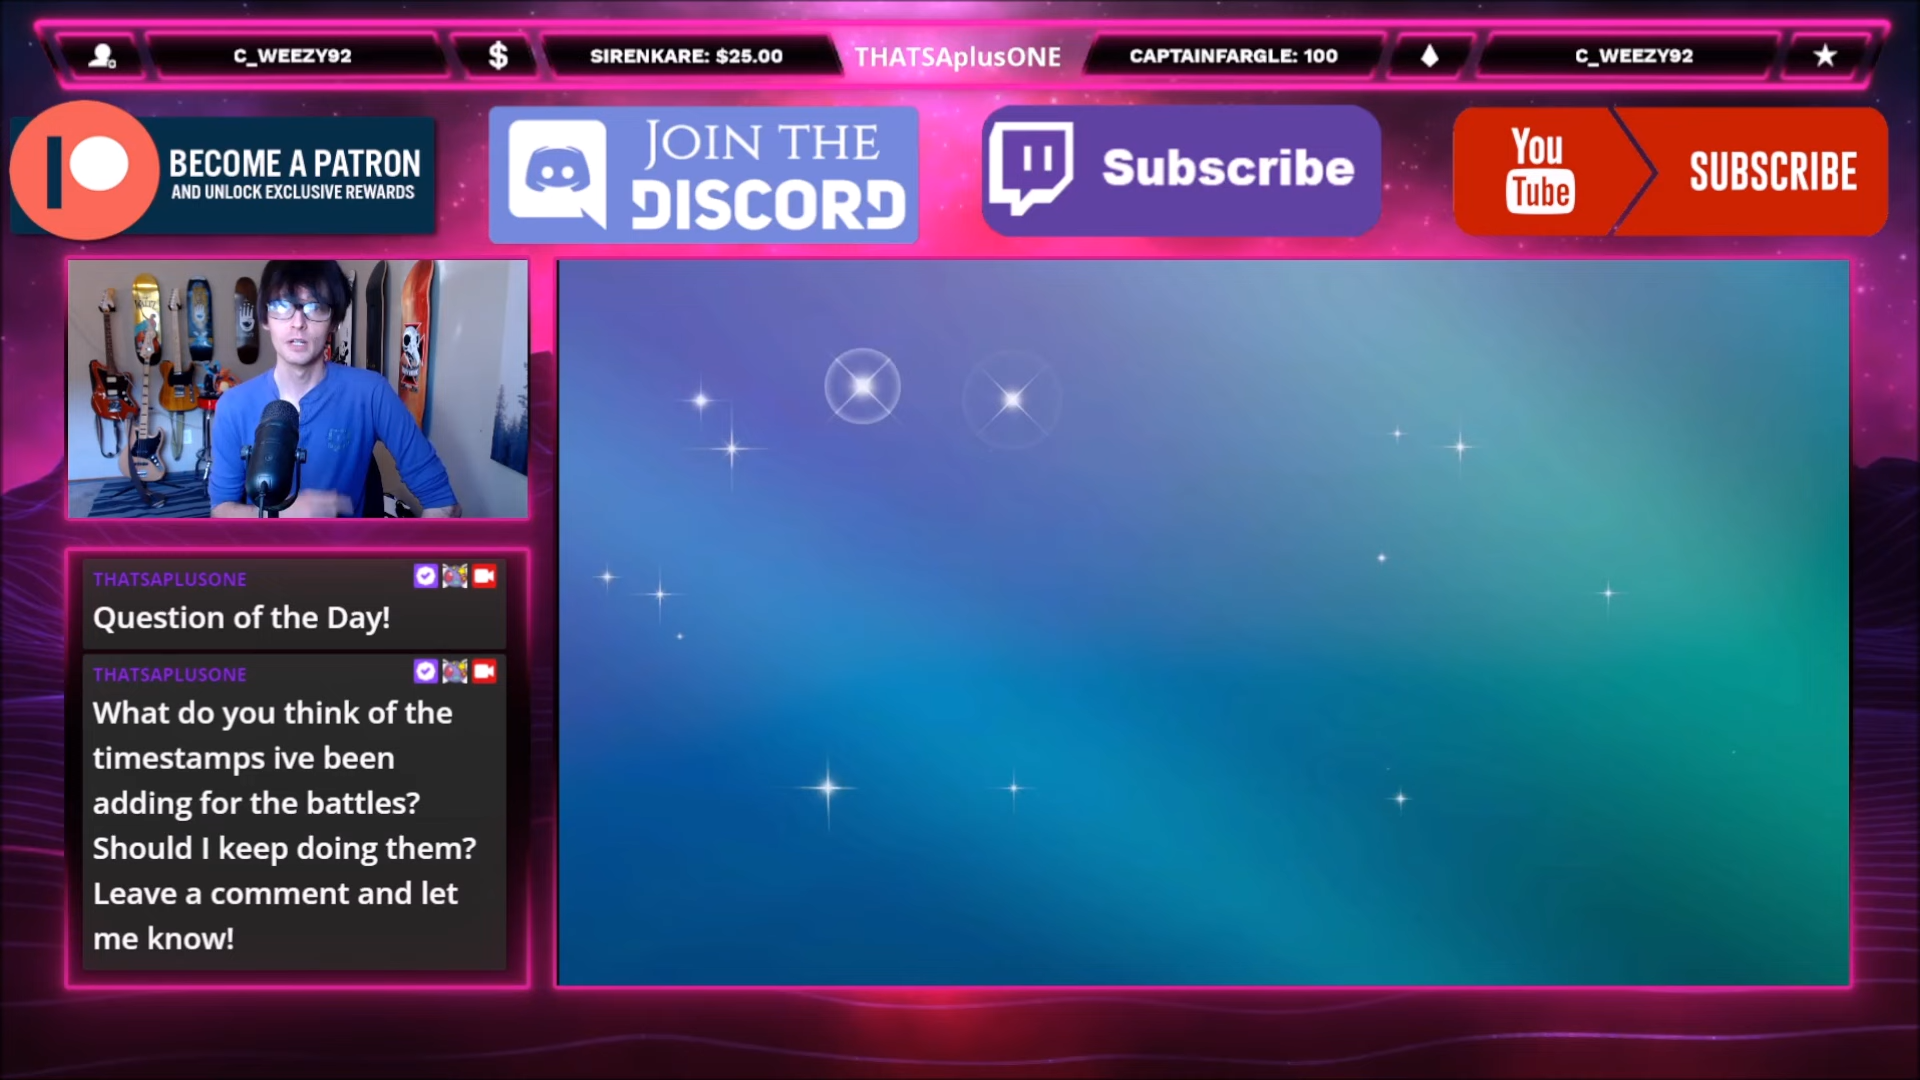 C_WEEZY92
$
SIRENKARE: $25.00
THATSAplusONE
CAPTAINFARGLE: 100
C_WEEZY92
BECOME A PATRON
AND UNLOCK EXCLUSIVE REWARDS
JOIN THE
DISCORD
Subscribe
You
Tube
SUBSCRIBE
THATSAPLUSONE
Question of the Day!
THATSAPLUSONE
What do you think of the
timestamps ive been
adding for the battles?
Should I keep doing them?
Leave a comment and let
me know!